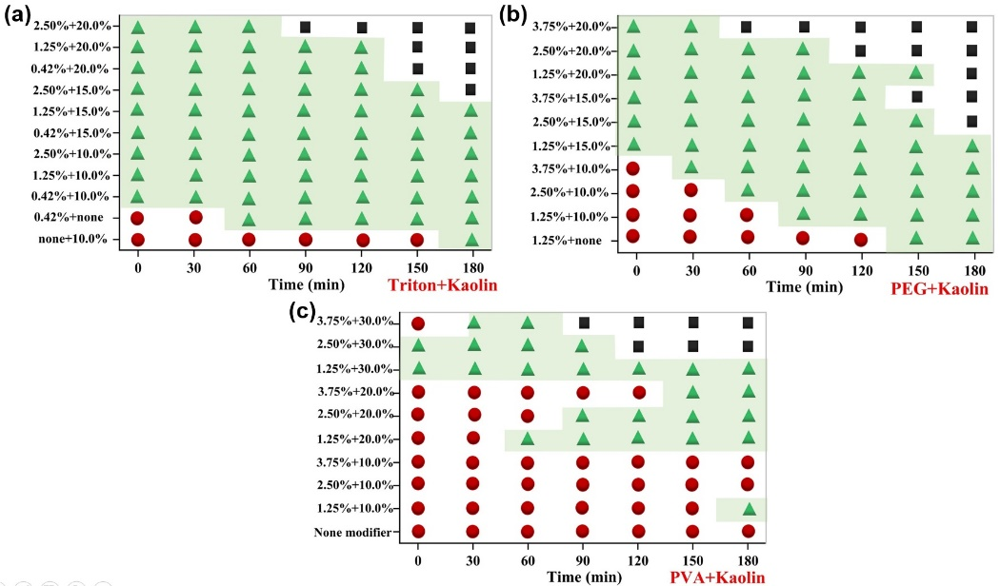 (a)
2.50%+20.0%
1.25%+20.0%
0.42%+20.0%
2.50%+15.0%
1.25%+15.0%
0.42%+15.0%
2.50%+10.0%
1.25%+10.0%
0.42%+10.0%
0.42%+none
none+10.0%
0 30 60 90 120 150 180
Time (min) Triton+Kaolin
(b)
3.75%+20.0%
2.50%+20.0%
1.25%+20.0%
3.75%+15.0%
2.50%+15.0%
1.25%+15.0%
3.75%+10.0%
2.50%+10.0%
1.25%+10.0%
1.25%+none
0 30 60 90 120 150 180
Time (min) PEG+Kaolin
(c)
3.75%+30.0%
2.50%+30.0%
1.25%+30.0%
3.75%+20.0%
2.50%+20.0%
1.25%+20.0%
3.75%+10.0%
2.50%+10.0%
1.25%+10.0%
None modifier
0 30 60 90 120 150 180
Time (min) PVA+Kaolin